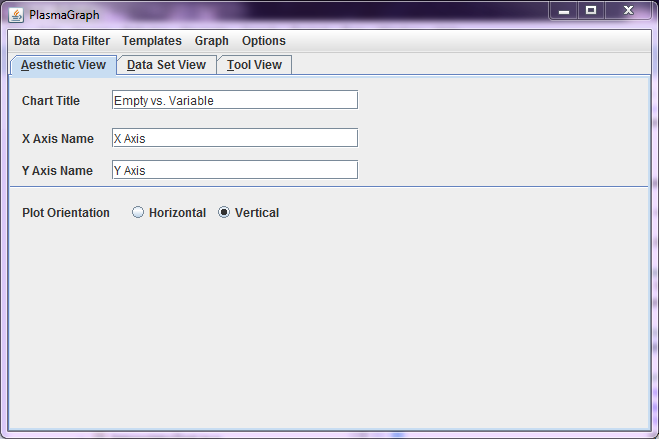 PlasmaGraph
Data Data Filter Templates Graph Options
Aesthetic View Data Set View Tool View
Chart Title Empty vs. Variable
X Axis Name X Axis
Y Axis Name Y Axis
Plot Orientation Horizontal Vertical